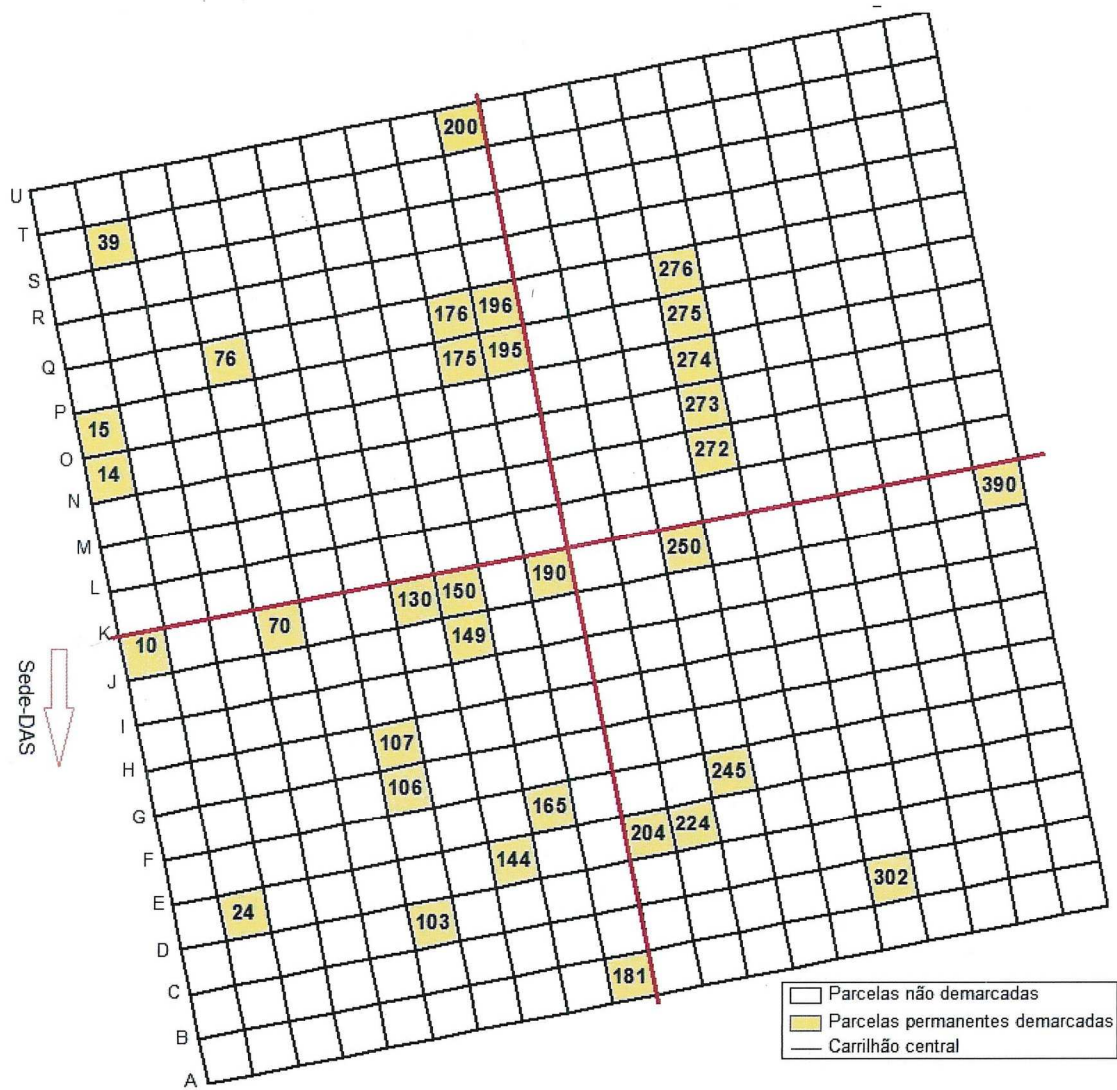 200
U
T
39
S
276
R
176
196
275
Q
76
175
195
274
P
15
273
O
14
272
N
390
M
250
L
190
130
150
K
10
70
149
J
Sede-DAS
I
107
H
106
245
G
165
204
224
F
144
302
E
24
103
D
181
C
B
A
Parcelas não demarcadas
Parcelas permanentes demarcadas
Carrilhão central